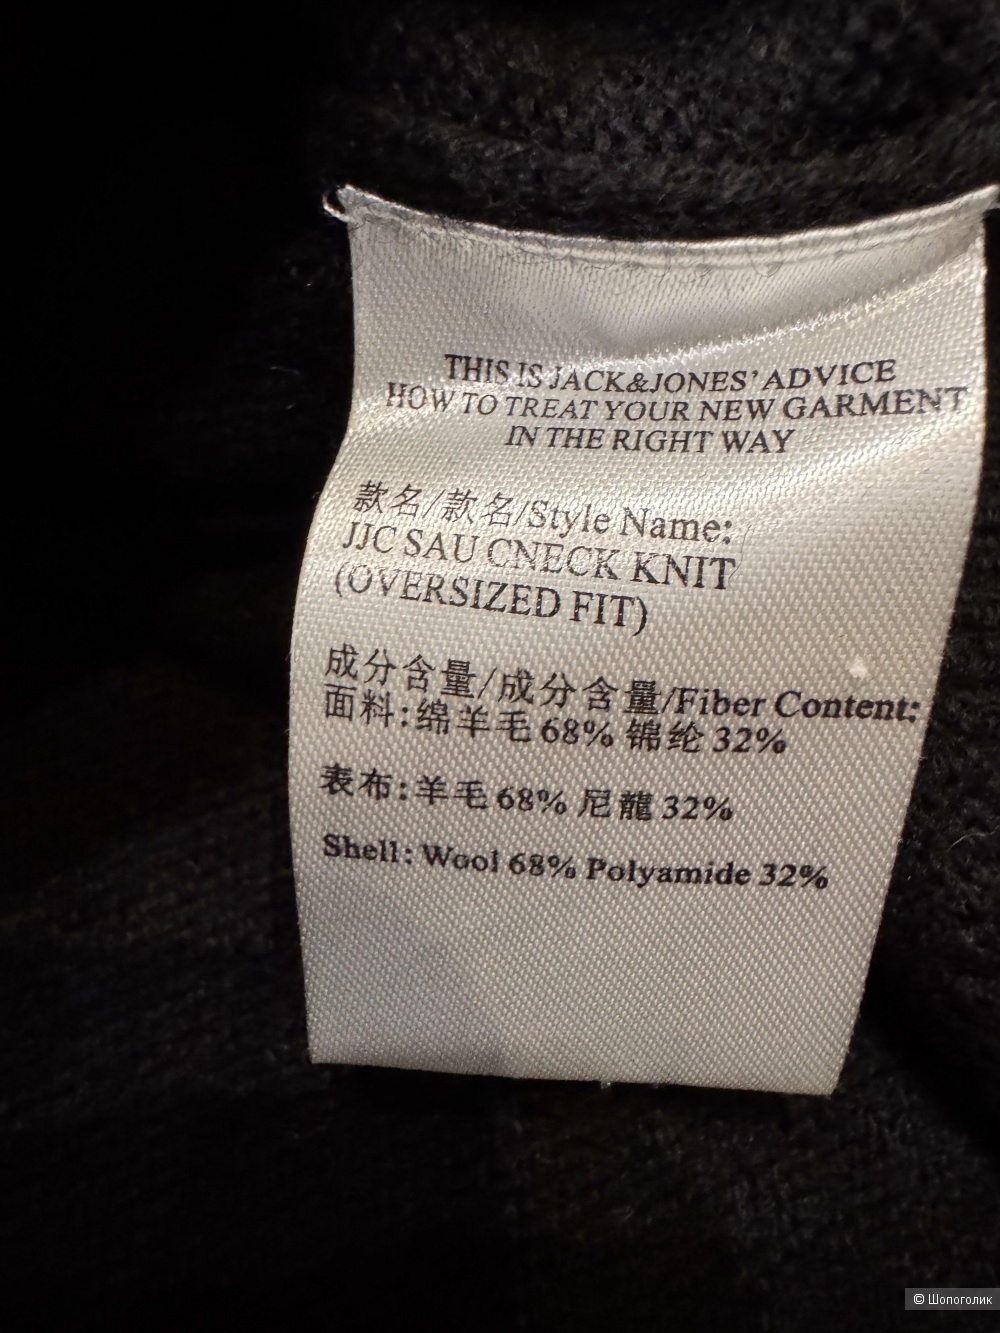 THIS IS JACK&JONES' ADVICE
HOW TO TREAT YOUR NEW GARMENT
IN THE RIGHT WAY
款名/款名/Style Name:
JJC SAU CNECK KNIT
(OVERSIZED FIT)
成分含量/成分含量/Fiber Content:
面料:绵羊毛 68% 锦纶 32%
表布:羊毛 68% 尼龍 32%
Shell: Wool 68% Polyamide 32%
© Шопоголик